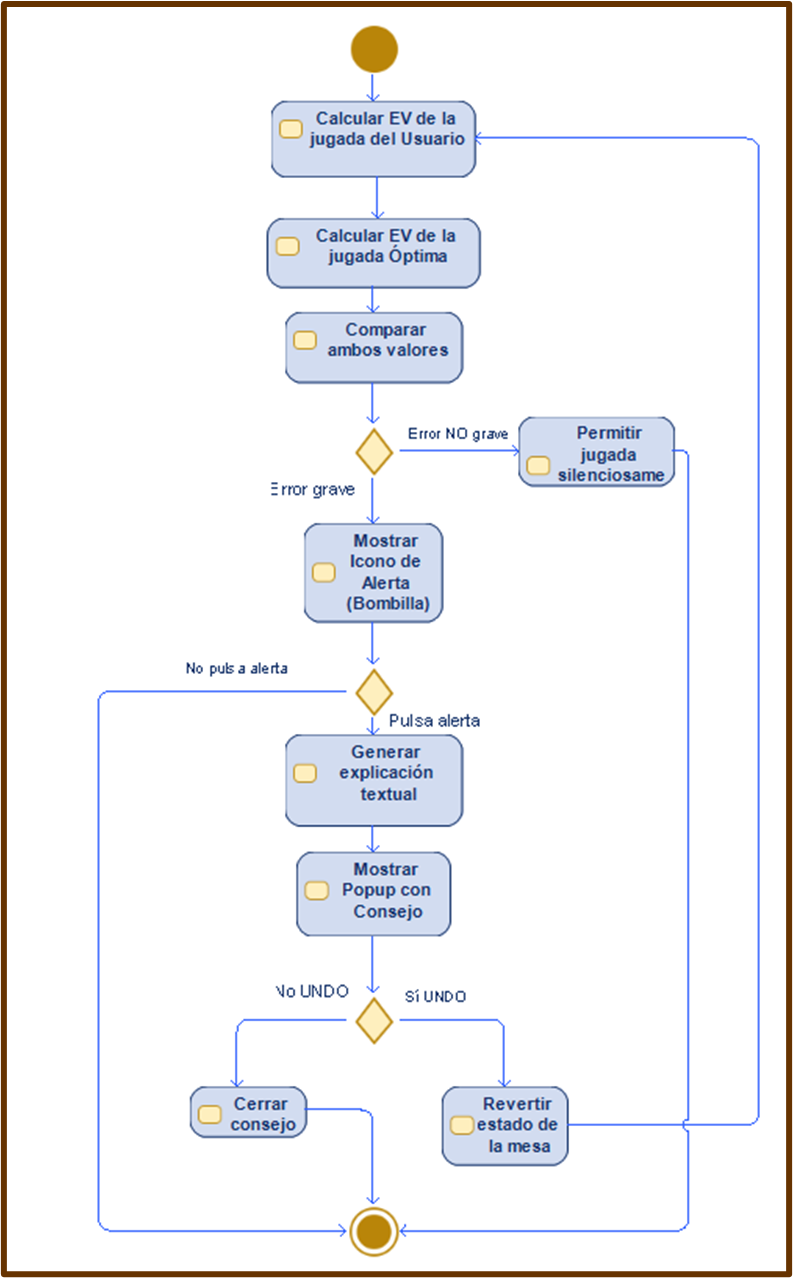 Calcular EV de la
jugada del Usuario
Calcular EV de la
jugada Óptima
Comparar
ambos valores
Error NO grave
Permitir
jugada
silenciosame
Error grave
Mostrar
Icono de
Alerta
(Bombilla)
No pulsa alerta
Pulsa alerta
Generar
explicación
textual
Mostrar
Popup con
Consejo
No UNDO
Sí UNDO
Cerrar
consejo
Revertir
estado de
la mesa